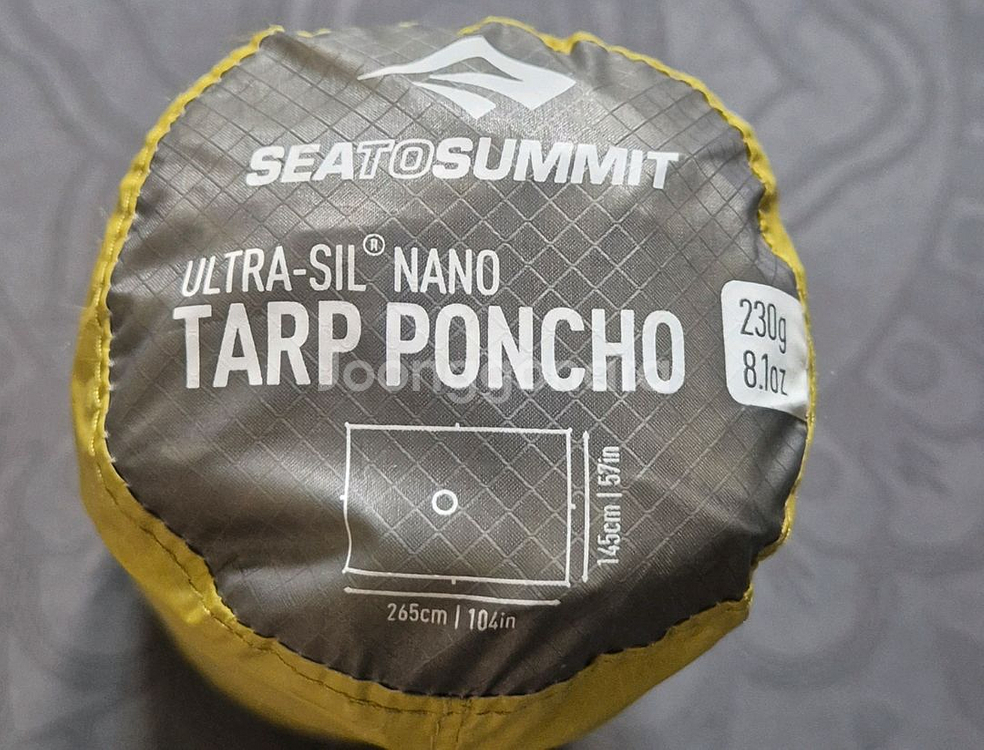 SEATOSUMMIT
ULTRA-SIL® NANO
TARP PONCHO
230g
8.1oz
145cm | 57in
265cm | 104in